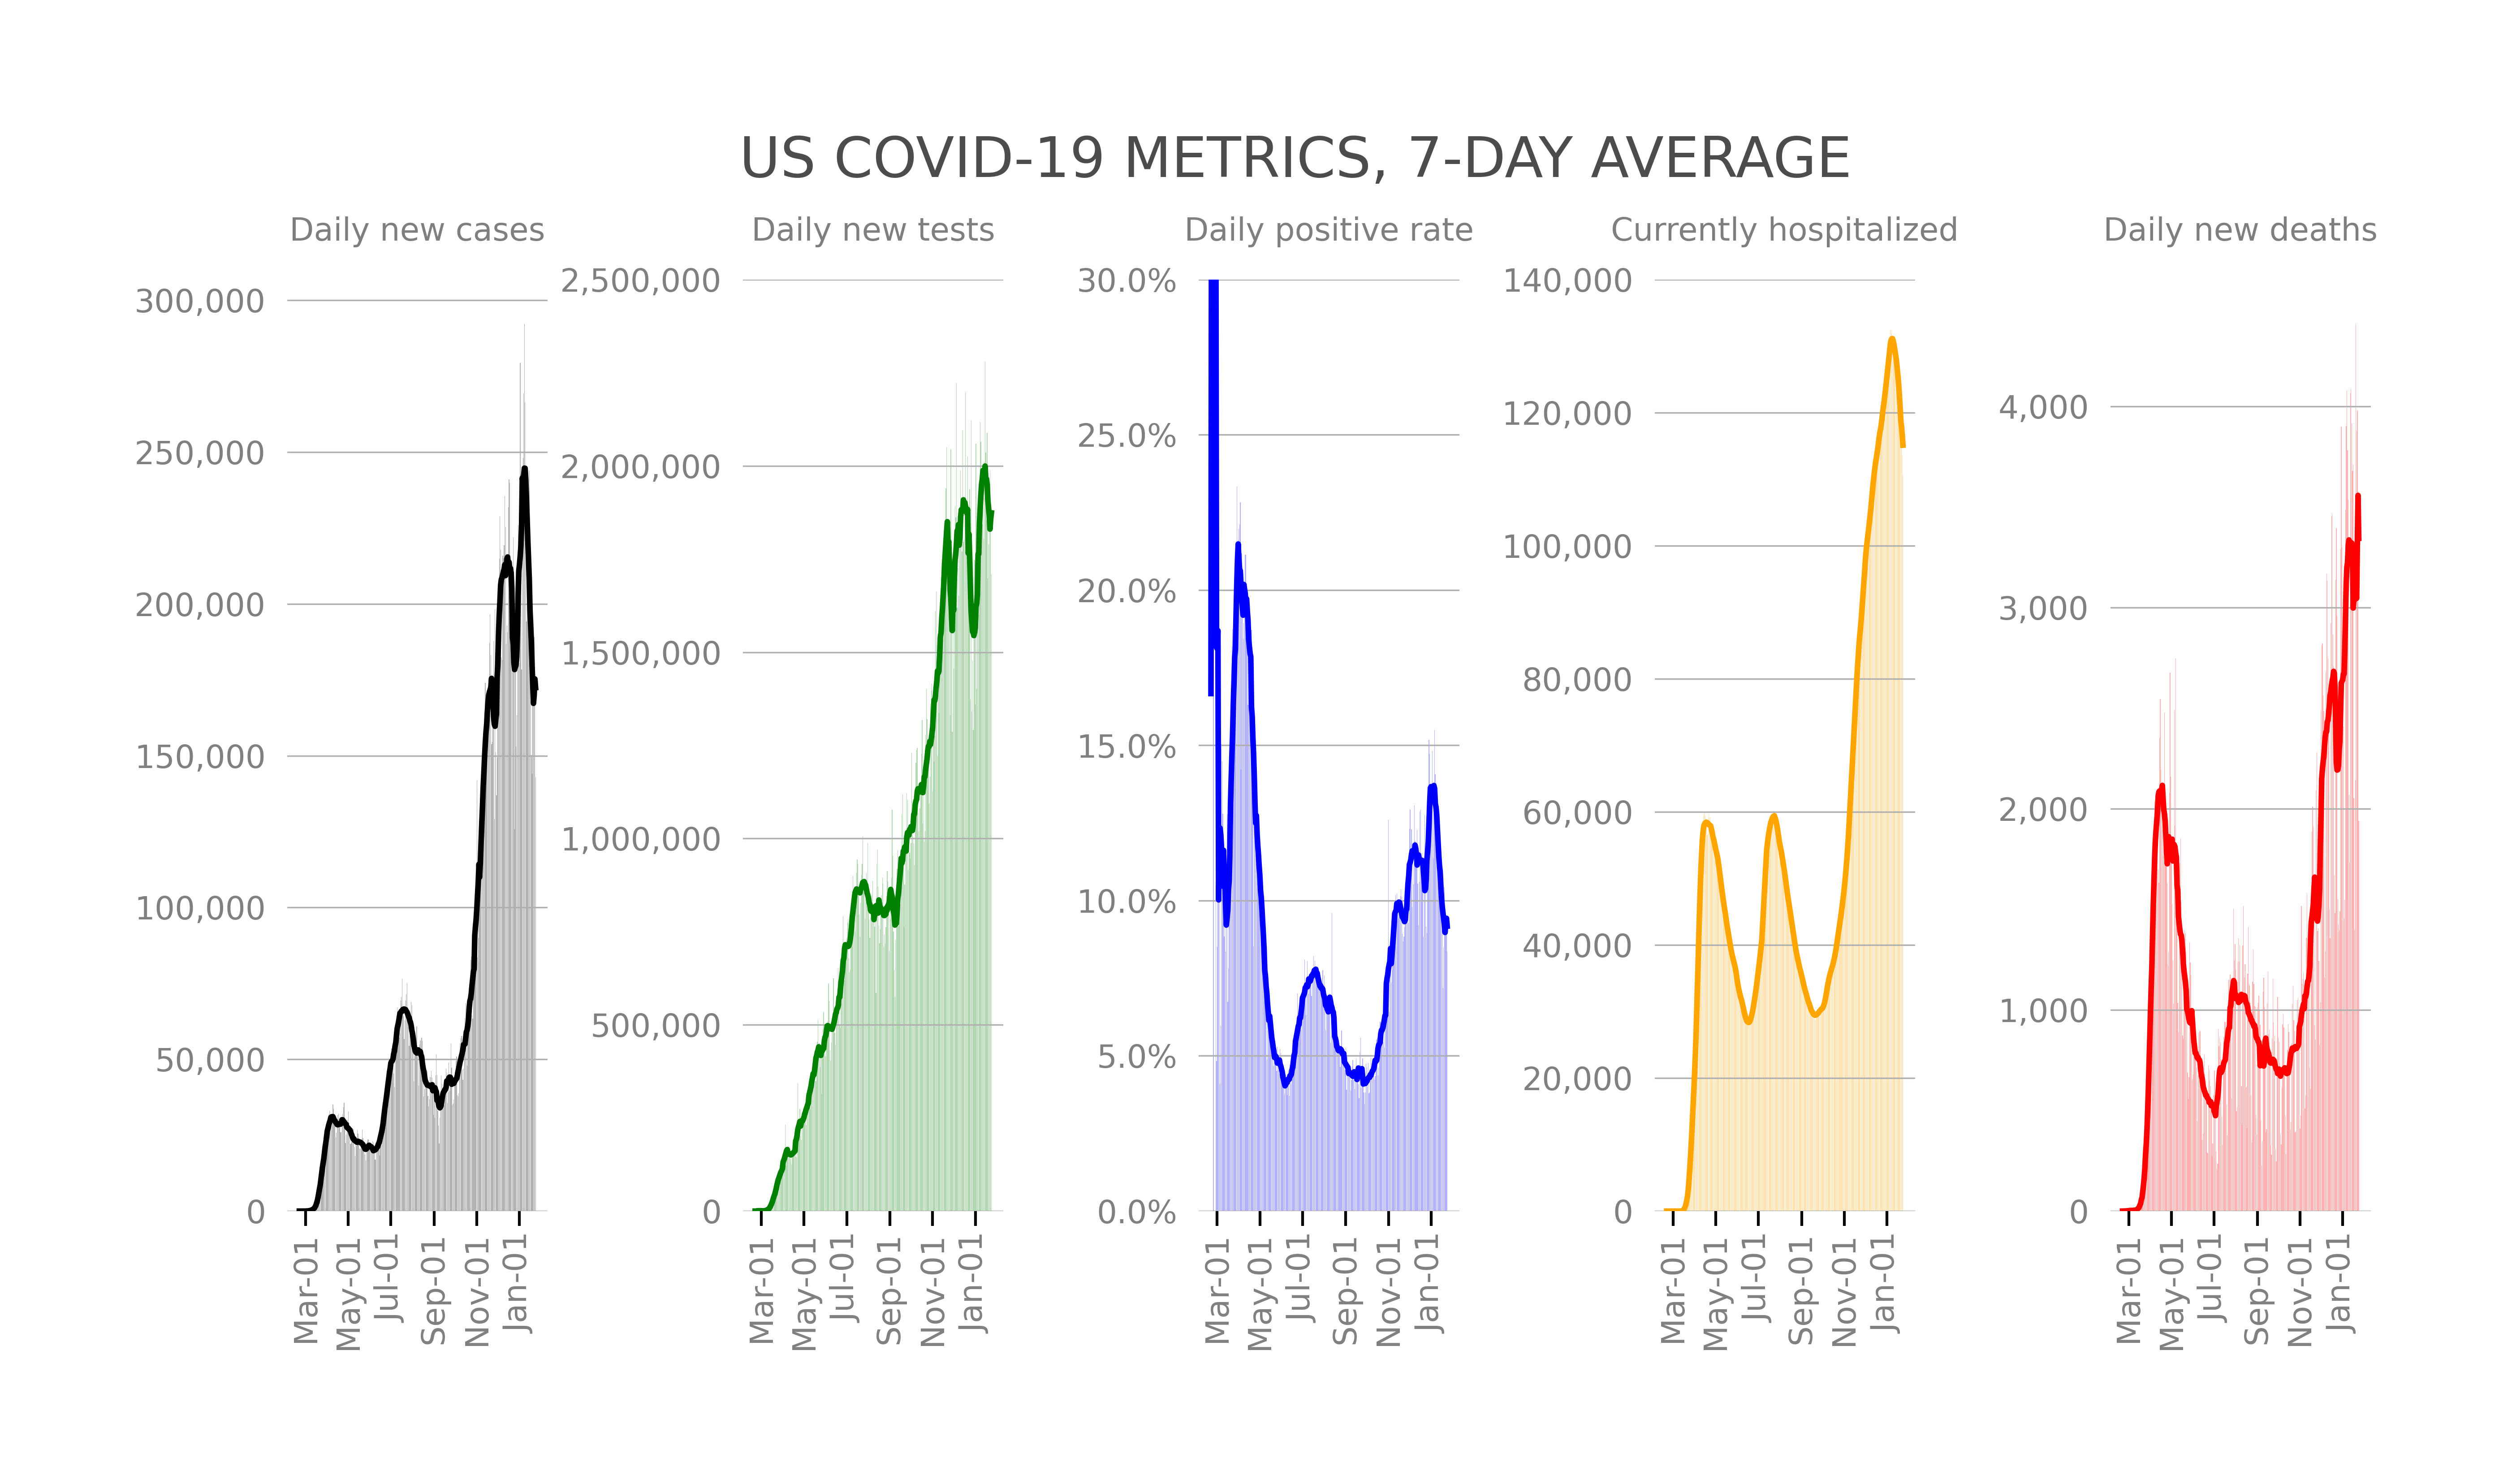 US COVID-19 METRICS, 7-DAY AVERAGE
Daily new cases
300,000
250,000
200,000
150,000
100,000
50,000
0
Mar-01
May-01
Jul-01
Sep-01
Nov-01
Jan-01
Daily new tests
2,500,000
2,000,000
1,500,000
1,000,000
500,000
0
Mar-01
May-01
Jul-01
Sep-01
Nov-01
Jan-01
Daily positive rate
30.0%
25.0%
20.0%
15.0%
10.0%
5.0%
0.0%
Mar-01
May-01
Jul-01
Sep-01
Nov-01
Jan-01
Currently hospitalized
140,000
120,000
100,000
80,000
60,000
40,000
20,000
0
Mar-01
May-01
Jul-01
Sep-01
Nov-01
Jan-01
Daily new deaths
4,000
3,000
2,000
1,000
0
Mar-01
May-01
Jul-01
Sep-01
Nov-01
Jan-01